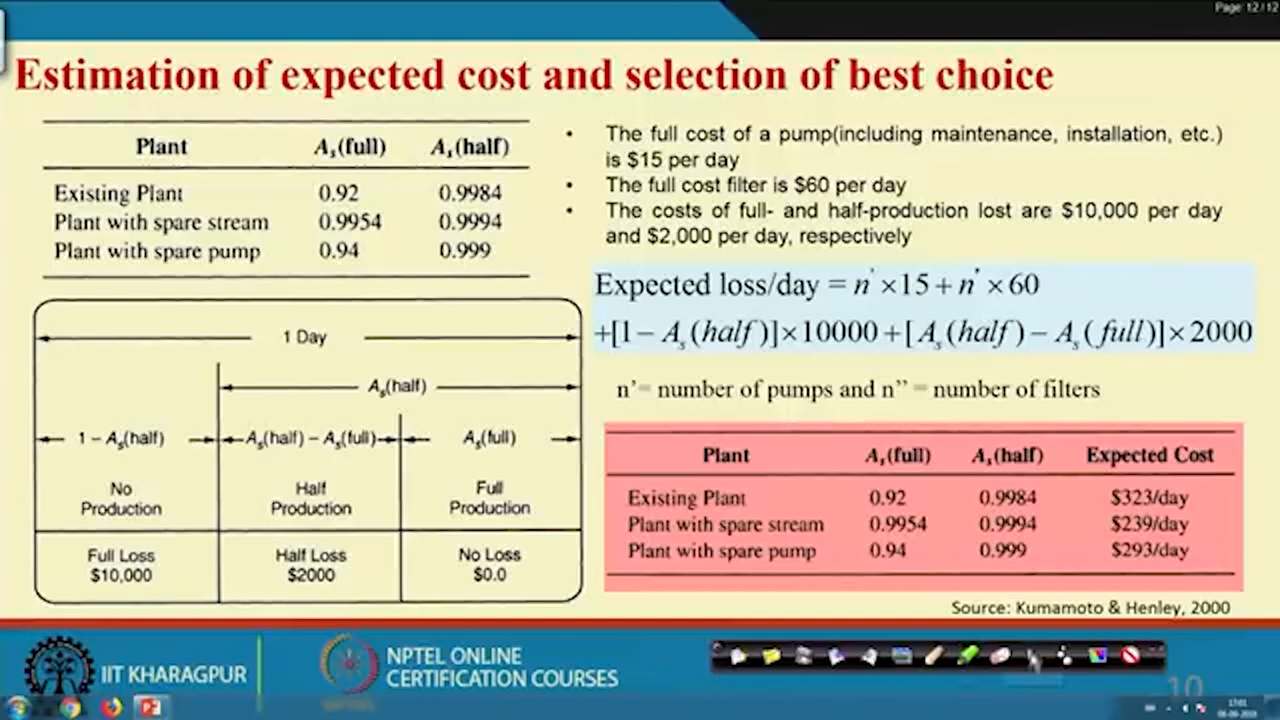 Page: 12/12
Estimation of expected cost and selection of best choice
Plant As(full) As(half)
Existing Plant 0.92 0.9984
Plant with spare stream 0.9954 0.9994
Plant with spare pump 0.94 0.999
• The full cost of a pump(including maintenance, installation, etc.)
is $15 per day
• The full cost filter is $60 per day
• The costs of full- and half-production lost are $10,000 per day
and $2,000 per day, respectively
Expected loss/day = n' ×15 + n' ×60
+[1 − As(half)]×10000 + [As(half) − As(full)]×2000
n'= number of pumps and n'' = number of filters
1 Day
As(half)
1 − As(half) As(half) − As(full) As(full)
No Half Full
Production Production Production
Full Loss Half Loss No Loss
$10,000 $2000 $0.0
Plant As(full) As(half) Expected Cost
Existing Plant 0.92 0.9984 $323/day
Plant with spare stream 0.9954 0.9994 $239/day
Plant with spare pump 0.94 0.999 $293/day
Source: Kumamoto & Henley, 2000
IIT KHARAGPUR
NPTEL ONLINE
CERTIFICATION COURSES
10